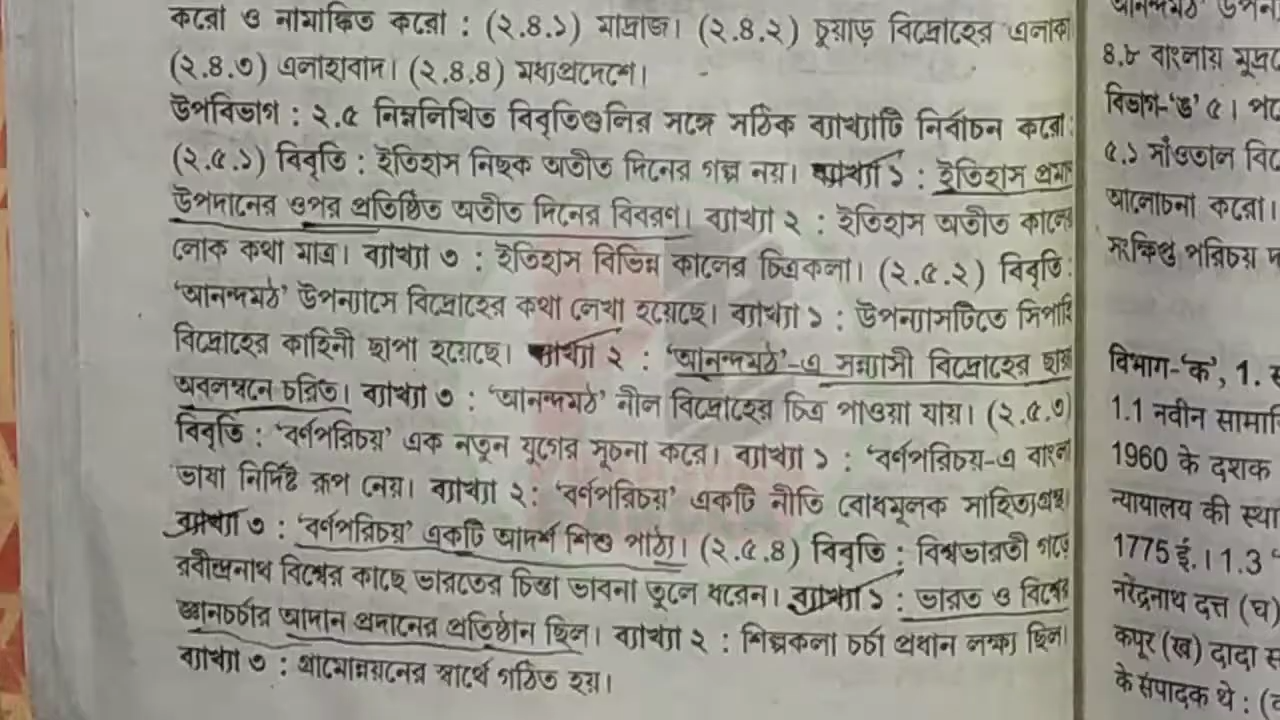 করো ও নামাঙ্কিত করো : (২.৪.১) মাদ্রাজ। (২.৪.২) চুয়াড় বিদ্রোহের এলাকা
(২.৪.৩) এলাহাবাদ। (২.৪.৪) মধ্যপ্রদেশে।
উপবিভাগ : ২.৫ নিম্নলিখিত বিবৃতিগুলির সঙ্গে সঠিক ব্যাখ্যাটি নির্বাচন করো:
(২.৫.১) বিবৃতি : ইতিহাস নিছক অতীত দিনের গল্প নয়। ব্যাখ্যা ১ : ইতিহাস প্রমাণ
উপদানের ওপর প্রতিষ্ঠিত অতীত দিনের বিবরণ। ব্যাখ্যা ২ : ইতিহাস অতীত কালের
লোক কথা মাত্র। ব্যাখ্যা ৩ : ইতিহাস বিভিন্ন কালের চিত্রকলা। (২.৫.২) বিবৃতি:
‘আনন্দমঠ’ উপন্যাসে বিদ্রোহের কথা লেখা হয়েছে। ব্যাখ্যা ১ : উপন্যাসটিতে সিপাহি
বিদ্রোহের কাহিনী ছাপা হয়েছে। ব্যাখ্যা ২ : ‘আনন্দমঠ’-এ সন্ন্যাসী বিদ্রোহের ছায়া
অবলম্বনে চরিত। ব্যাখ্যা ৩ : ‘আনন্দমঠ’ নীল বিদ্রোহের চিত্র পাওয়া যায়। (২.৫.৩)
বিবৃতি : ‘বর্ণপরিচয়’ এক নতুন যুগের সূচনা করে। ব্যাখ্যা ১ : ‘বর্ণপরিচয়-এ বাংলা
ভাষা নির্দিষ্ট রূপ নেয়। ব্যাখ্যা ২: ‘বর্ণপরিচয়’ একটি নীতি বোধমূলক সাহিত্যগ্রন্থ।
ব্যাখ্যা ৩ : ‘বর্ণপরিচয়’ একটি আদর্শ শিশু পাঠ্য। (২.৫.৪) বিবৃতি : বিশ্বভারতী গড়ে
রবীন্দ্রনাথ বিশ্বের কাছে ভারতের চিন্তা ভাবনা তুলে ধরেন। ব্যাখ্যা ১ : ভারত ও বিশ্বের
জ্ঞানচর্চার আদান প্রদানের প্রতিষ্ঠান ছিল। ব্যাখ্যা ২ : শিল্পকলা চর্চা প্রধান লক্ষ্য ছিল।
ব্যাখ্যা ৩ : গ্রামোন্নয়নের স্বার্থে গঠিত হয়।
আনন্দমঠ’
৪.৮ বাংলায়
বিভাগ-‘ঙ’ ৫।
৫.১ সাঁওতাল
আলোচনা করো।
সংক্ষিপ্ত পরিচয়
विभाग-‘क’, 1.
1.1 नवीन
1960 के दशक
न्यायालय की
1775 ई.। 1.3
नरेंद्रनाथ दत्त (घ)
कपूर (ख) दादा
के संपादक थे :